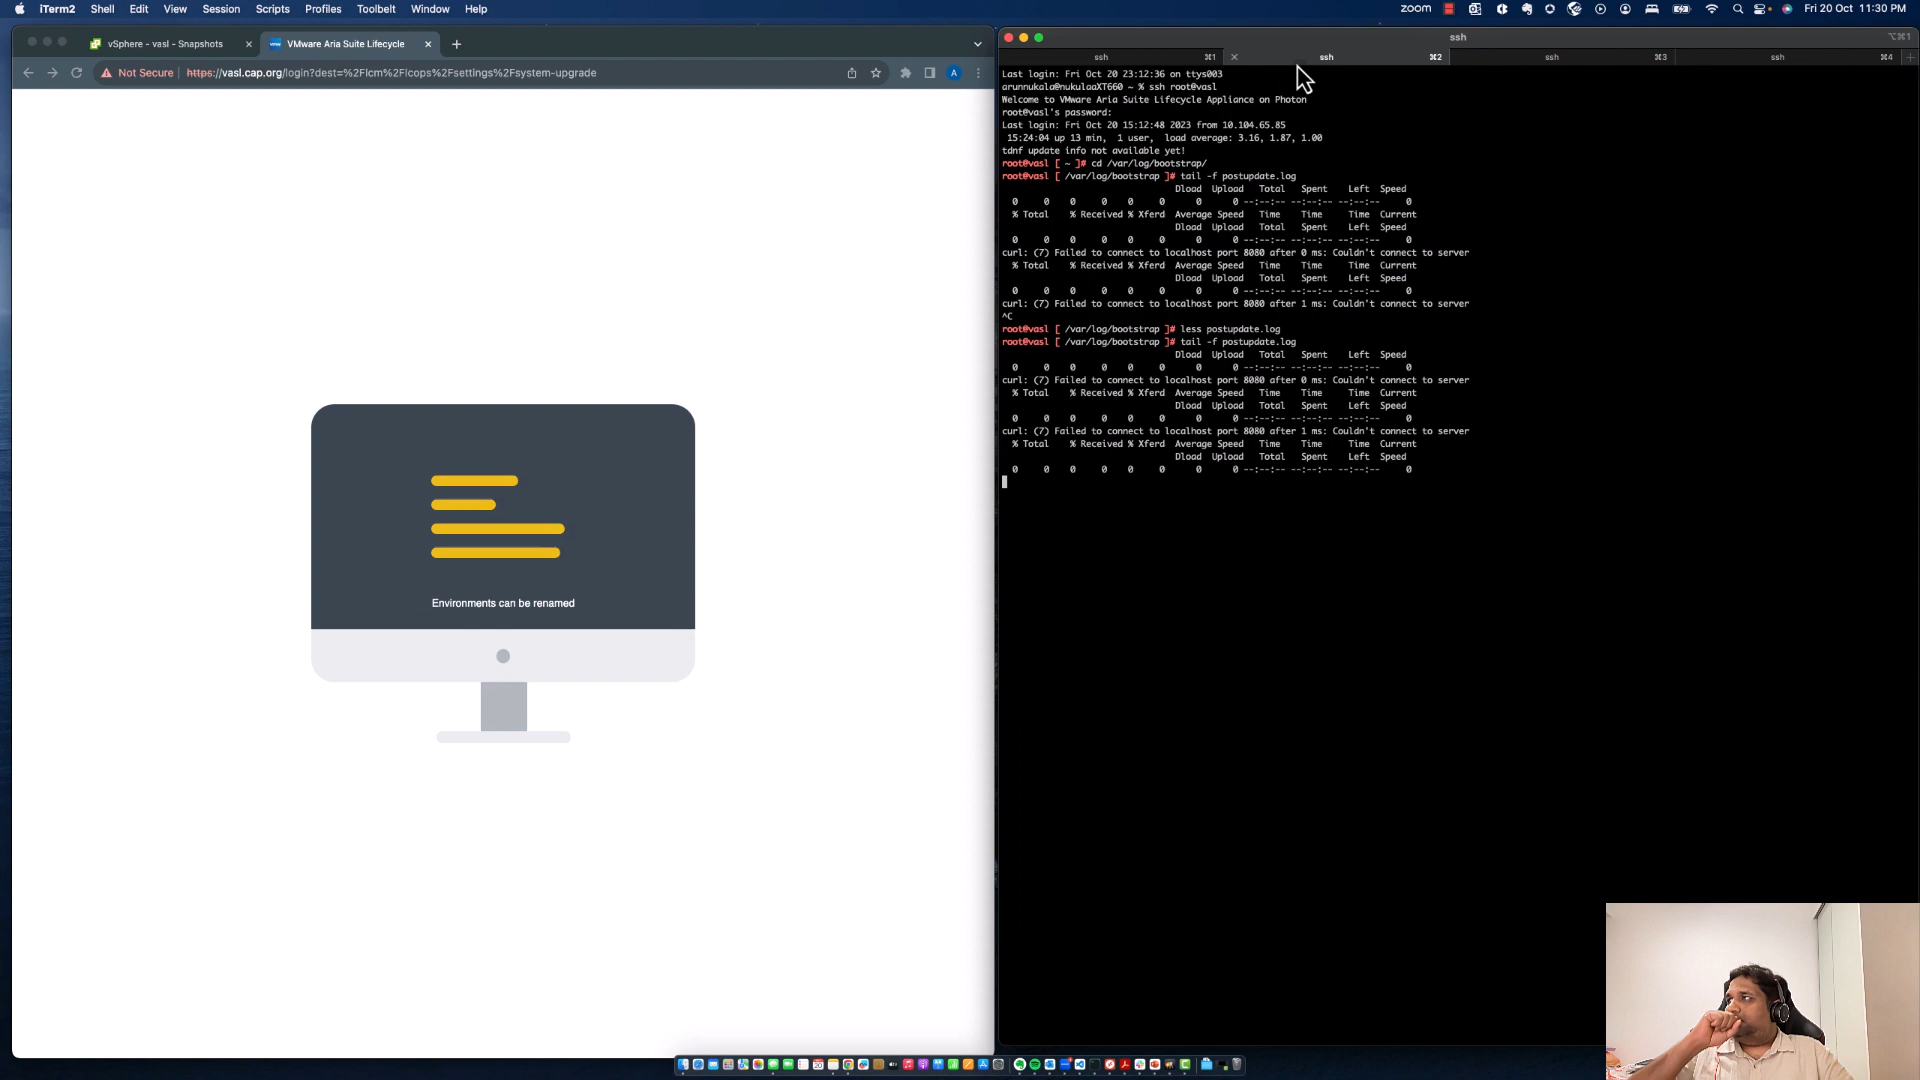 iTerm2 Shell Edit View Session Scripts Profiles Toolbelt Window Help
zoom Fri 20 Oct 11:30 PM
vSphere - vasl - Snapshots
VMware Aria Suite Lifecycle
Not Secure https://vasl.cap.org/login?dest=%2Flcm%2Flcops%2Fsettings%2Fsystem-upgrade
Environments can be renamed
ssh
⌥⌘1
ssh ⌘1 ssh ⌘2 ssh ⌘3 ssh ⌘4
Last login: Fri Oct 20 23:12:36 on ttys003
arunnukala@nukulaaXT660 ~ % ssh root@vasl
Welcome to VMware Aria Suite Lifecycle Appliance on Photon
root@vasl's password:
Last login: Fri Oct 20 15:12:48 2023 from 10.104.65.85
15:24:04 up 13 min, 1 user, load average: 3.16, 1.87, 1.00
tdnf update info not available yet!
root@vasl [ ~ ]# cd /var/log/bootstrap/
root@vasl [ /var/log/bootstrap ]# tail -f postupdate.log
Dload Upload Total Spent Left Speed
0 0 0 0 0 0 0 0 --:--:-- --:--:-- --:--:-- 0
% Total % Received % Xferd Average Speed Time Time Time Current
Dload Upload Total Spent Left Speed
0 0 0 0 0 0 0 0 --:--:-- --:--:-- --:--:-- 0
curl: (7) Failed to connect to localhost port 8080 after 0 ms: Couldn't connect to server
% Total % Received % Xferd Average Speed Time Time Time Current
Dload Upload Total Spent Left Speed
0 0 0 0 0 0 0 0 --:--:-- --:--:-- --:--:-- 0
curl: (7) Failed to connect to localhost port 8080 after 1 ms: Couldn't connect to server
^C
root@vasl [ /var/log/bootstrap ]# less postupdate.log
root@vasl [ /var/log/bootstrap ]# tail -f postupdate.log
Dload Upload Total Spent Left Speed
0 0 0 0 0 0 0 0 --:--:-- --:--:-- --:--:-- 0
curl: (7) Failed to connect to localhost port 8080 after 0 ms: Couldn't connect to server
% Total % Received % Xferd Average Speed Time Time Time Current
Dload Upload Total Spent Left Speed
0 0 0 0 0 0 0 0 --:--:-- --:--:-- --:--:-- 0
curl: (7) Failed to connect to localhost port 8080 after 1 ms: Couldn't connect to server
% Total % Received % Xferd Average Speed Time Time Time Current
Dload Upload Total Spent Left Speed
0 0 0 0 0 0 0 0 --:--:-- --:--:-- --:--:-- 0